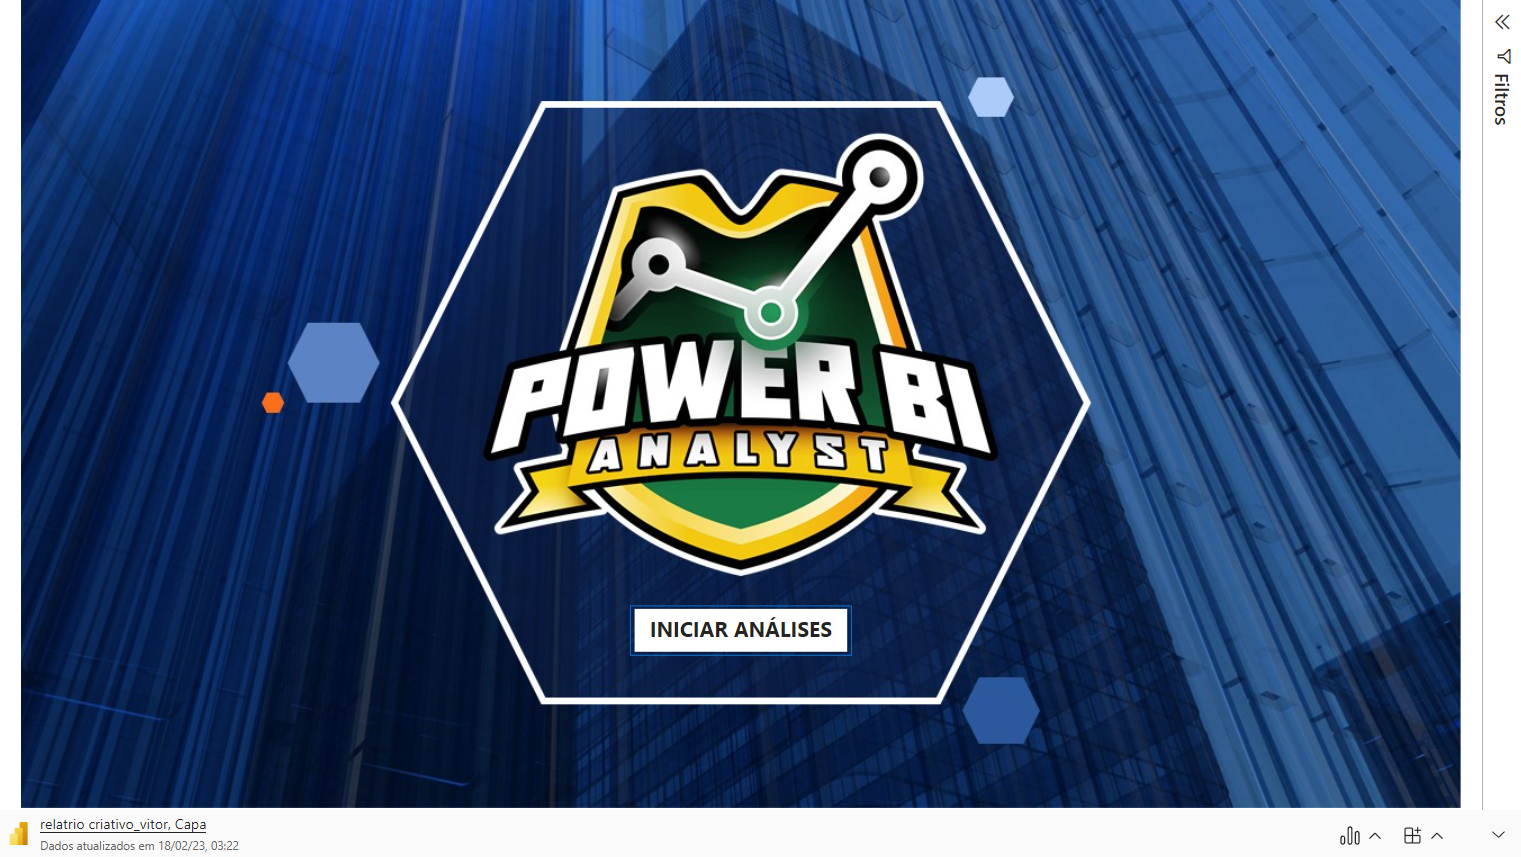 Filtros
POWER BI
ANALYST
INICIAR ANÁLISES
relatrio criativo_vitor, Capa
Dados atualizados em 18/02/23, 03:22